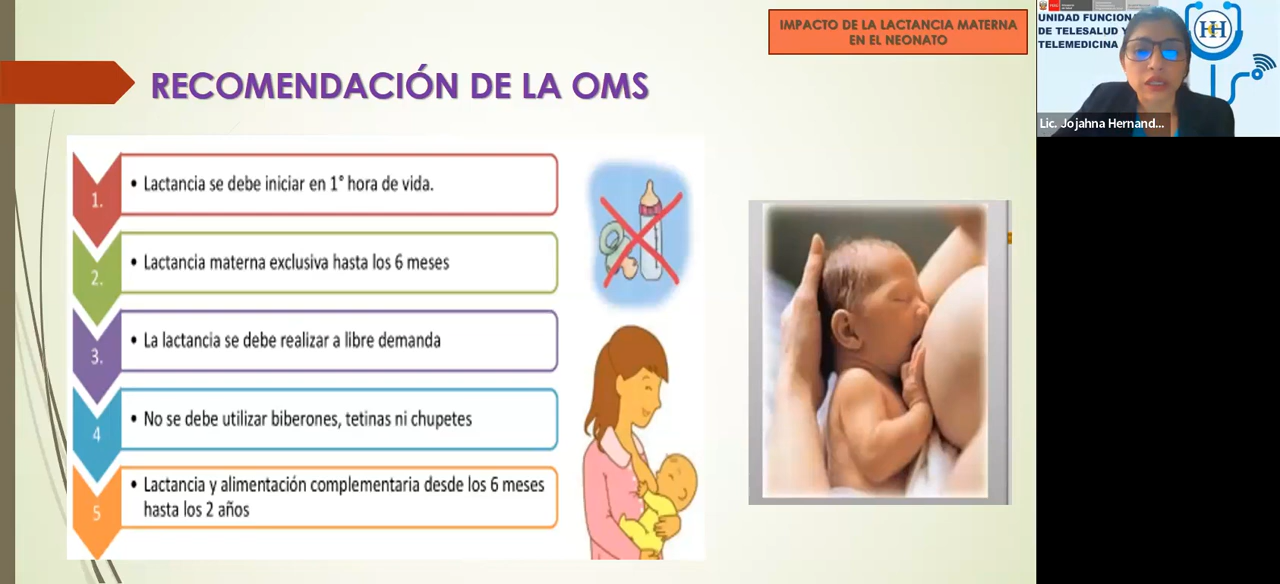 IMPACTO DE LA LACTANCIA MATERNA
EN EL NEONATO
RECOMENDACIÓN DE LA OMS
1.
• Lactancia se debe iniciar en 1° hora de vida.
2.
• Lactancia materna exclusiva hasta los 6 meses
3.
• La lactancia se debe realizar a libre demanda
4
• No se debe utilizar biberones, tetinas ni chupetes
5
• Lactancia y alimentación complementaria desde los 6 meses
hasta los 2 años
UNIDAD FUNCION
DE TELESALUD Y
TELEMEDICINA
Lic. Jojahna Hernand...